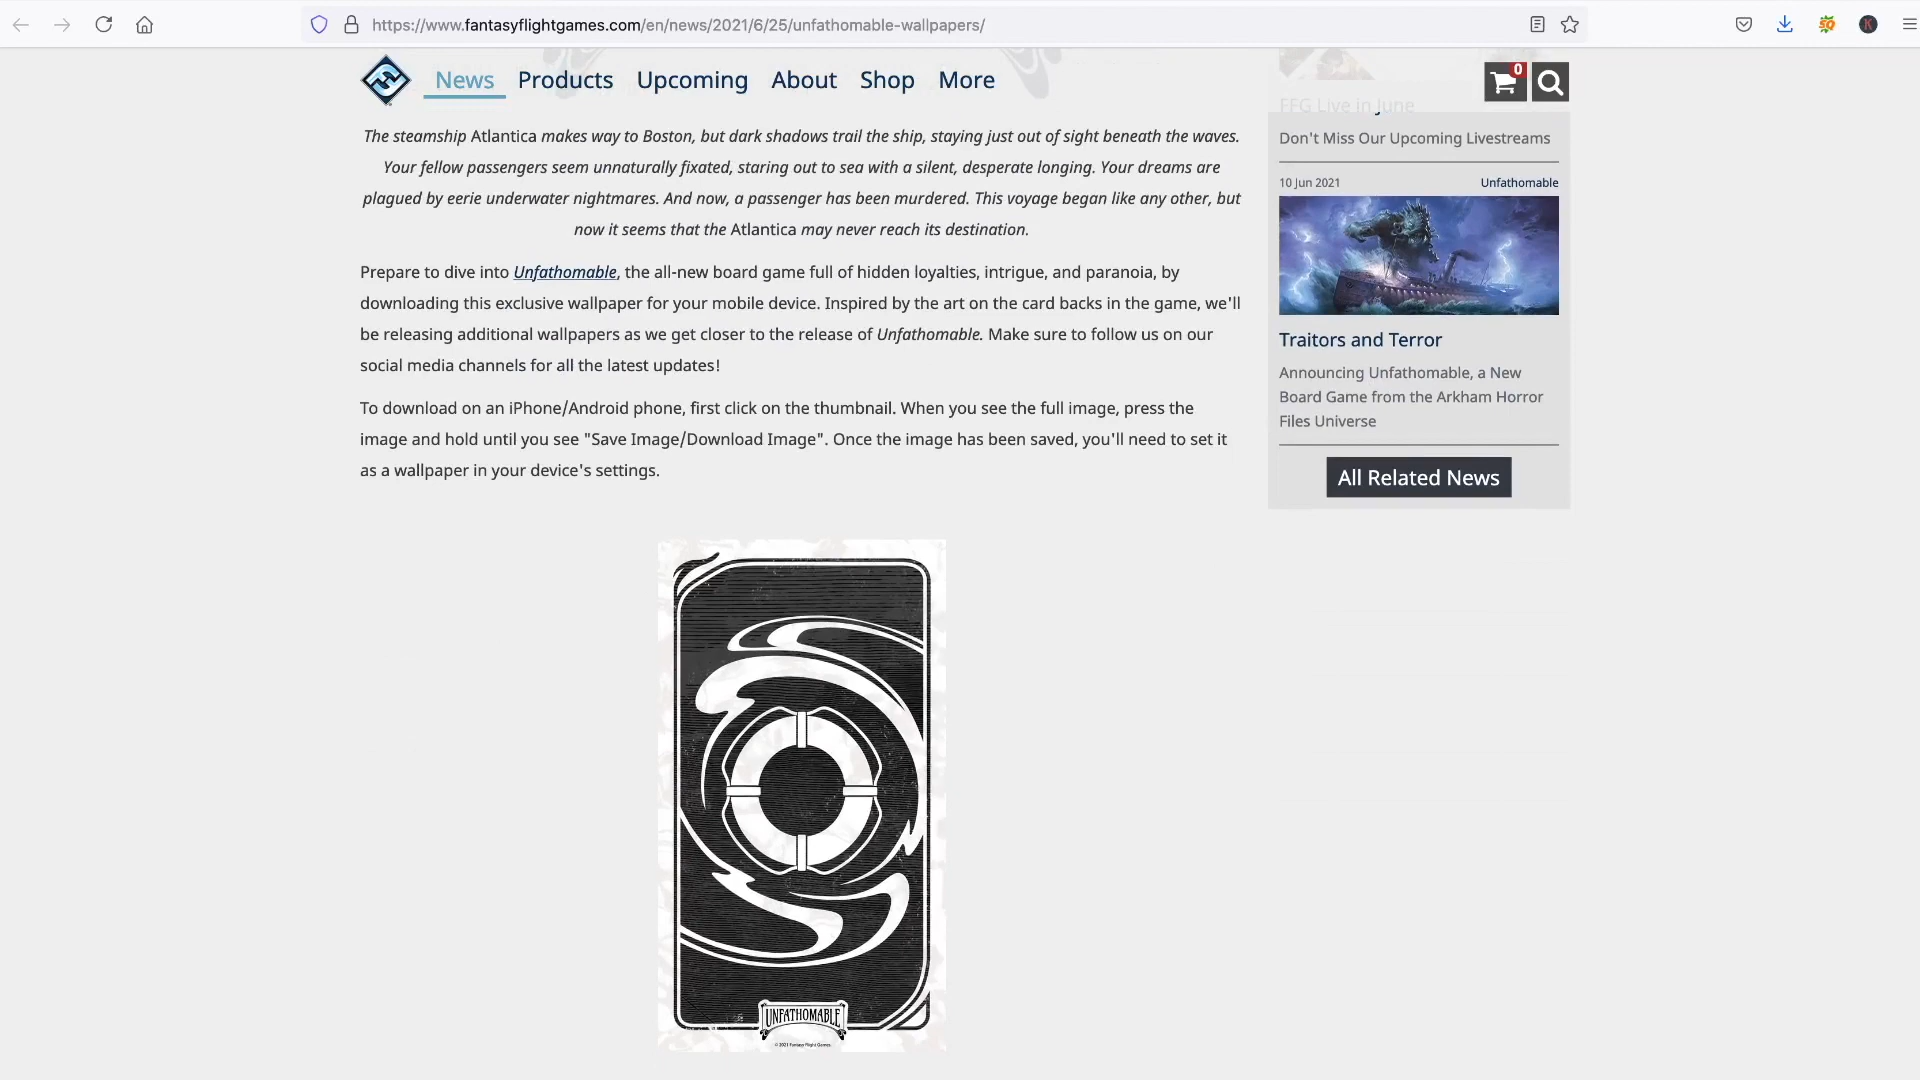 https://www.fantasyflightgames.com/en/news/2021/6/25/unfathomable-wallpapers/
News Products Upcoming About Shop More
0
The steamship Atlantica makes way to Boston, but dark shadows trail the ship, staying just out of sight beneath the waves.
Your fellow passengers seem unnaturally fixated, staring out to sea with a silent, desperate longing. Your dreams are
plagued by eerie underwater nightmares. And now, a passenger has been murdered. This voyage began like any other, but
now it seems that the Atlantica may never reach its destination.
Prepare to dive into Unfathomable, the all-new board game full of hidden loyalties, intrigue, and paranoia, by
downloading this exclusive wallpaper for your mobile device. Inspired by the art on the card backs in the game, we'll
be releasing additional wallpapers as we get closer to the release of Unfathomable. Make sure to follow us on our
social media channels for all the latest updates!
To download on an iPhone/Android phone, first click on the thumbnail. When you see the full image, press the
image and hold until you see "Save Image/Download Image". Once the image has been saved, you'll need to set it
as a wallpaper in your device's settings.
UNFATHOMABLE
© 2021 Fantasy Flight Games
FFG Live in June
Don't Miss Our Upcoming Livestreams
10 Jun 2021 Unfathomable
Traitors and Terror
Announcing Unfathomable, a New
Board Game from the Arkham Horror
Files Universe
All Related News